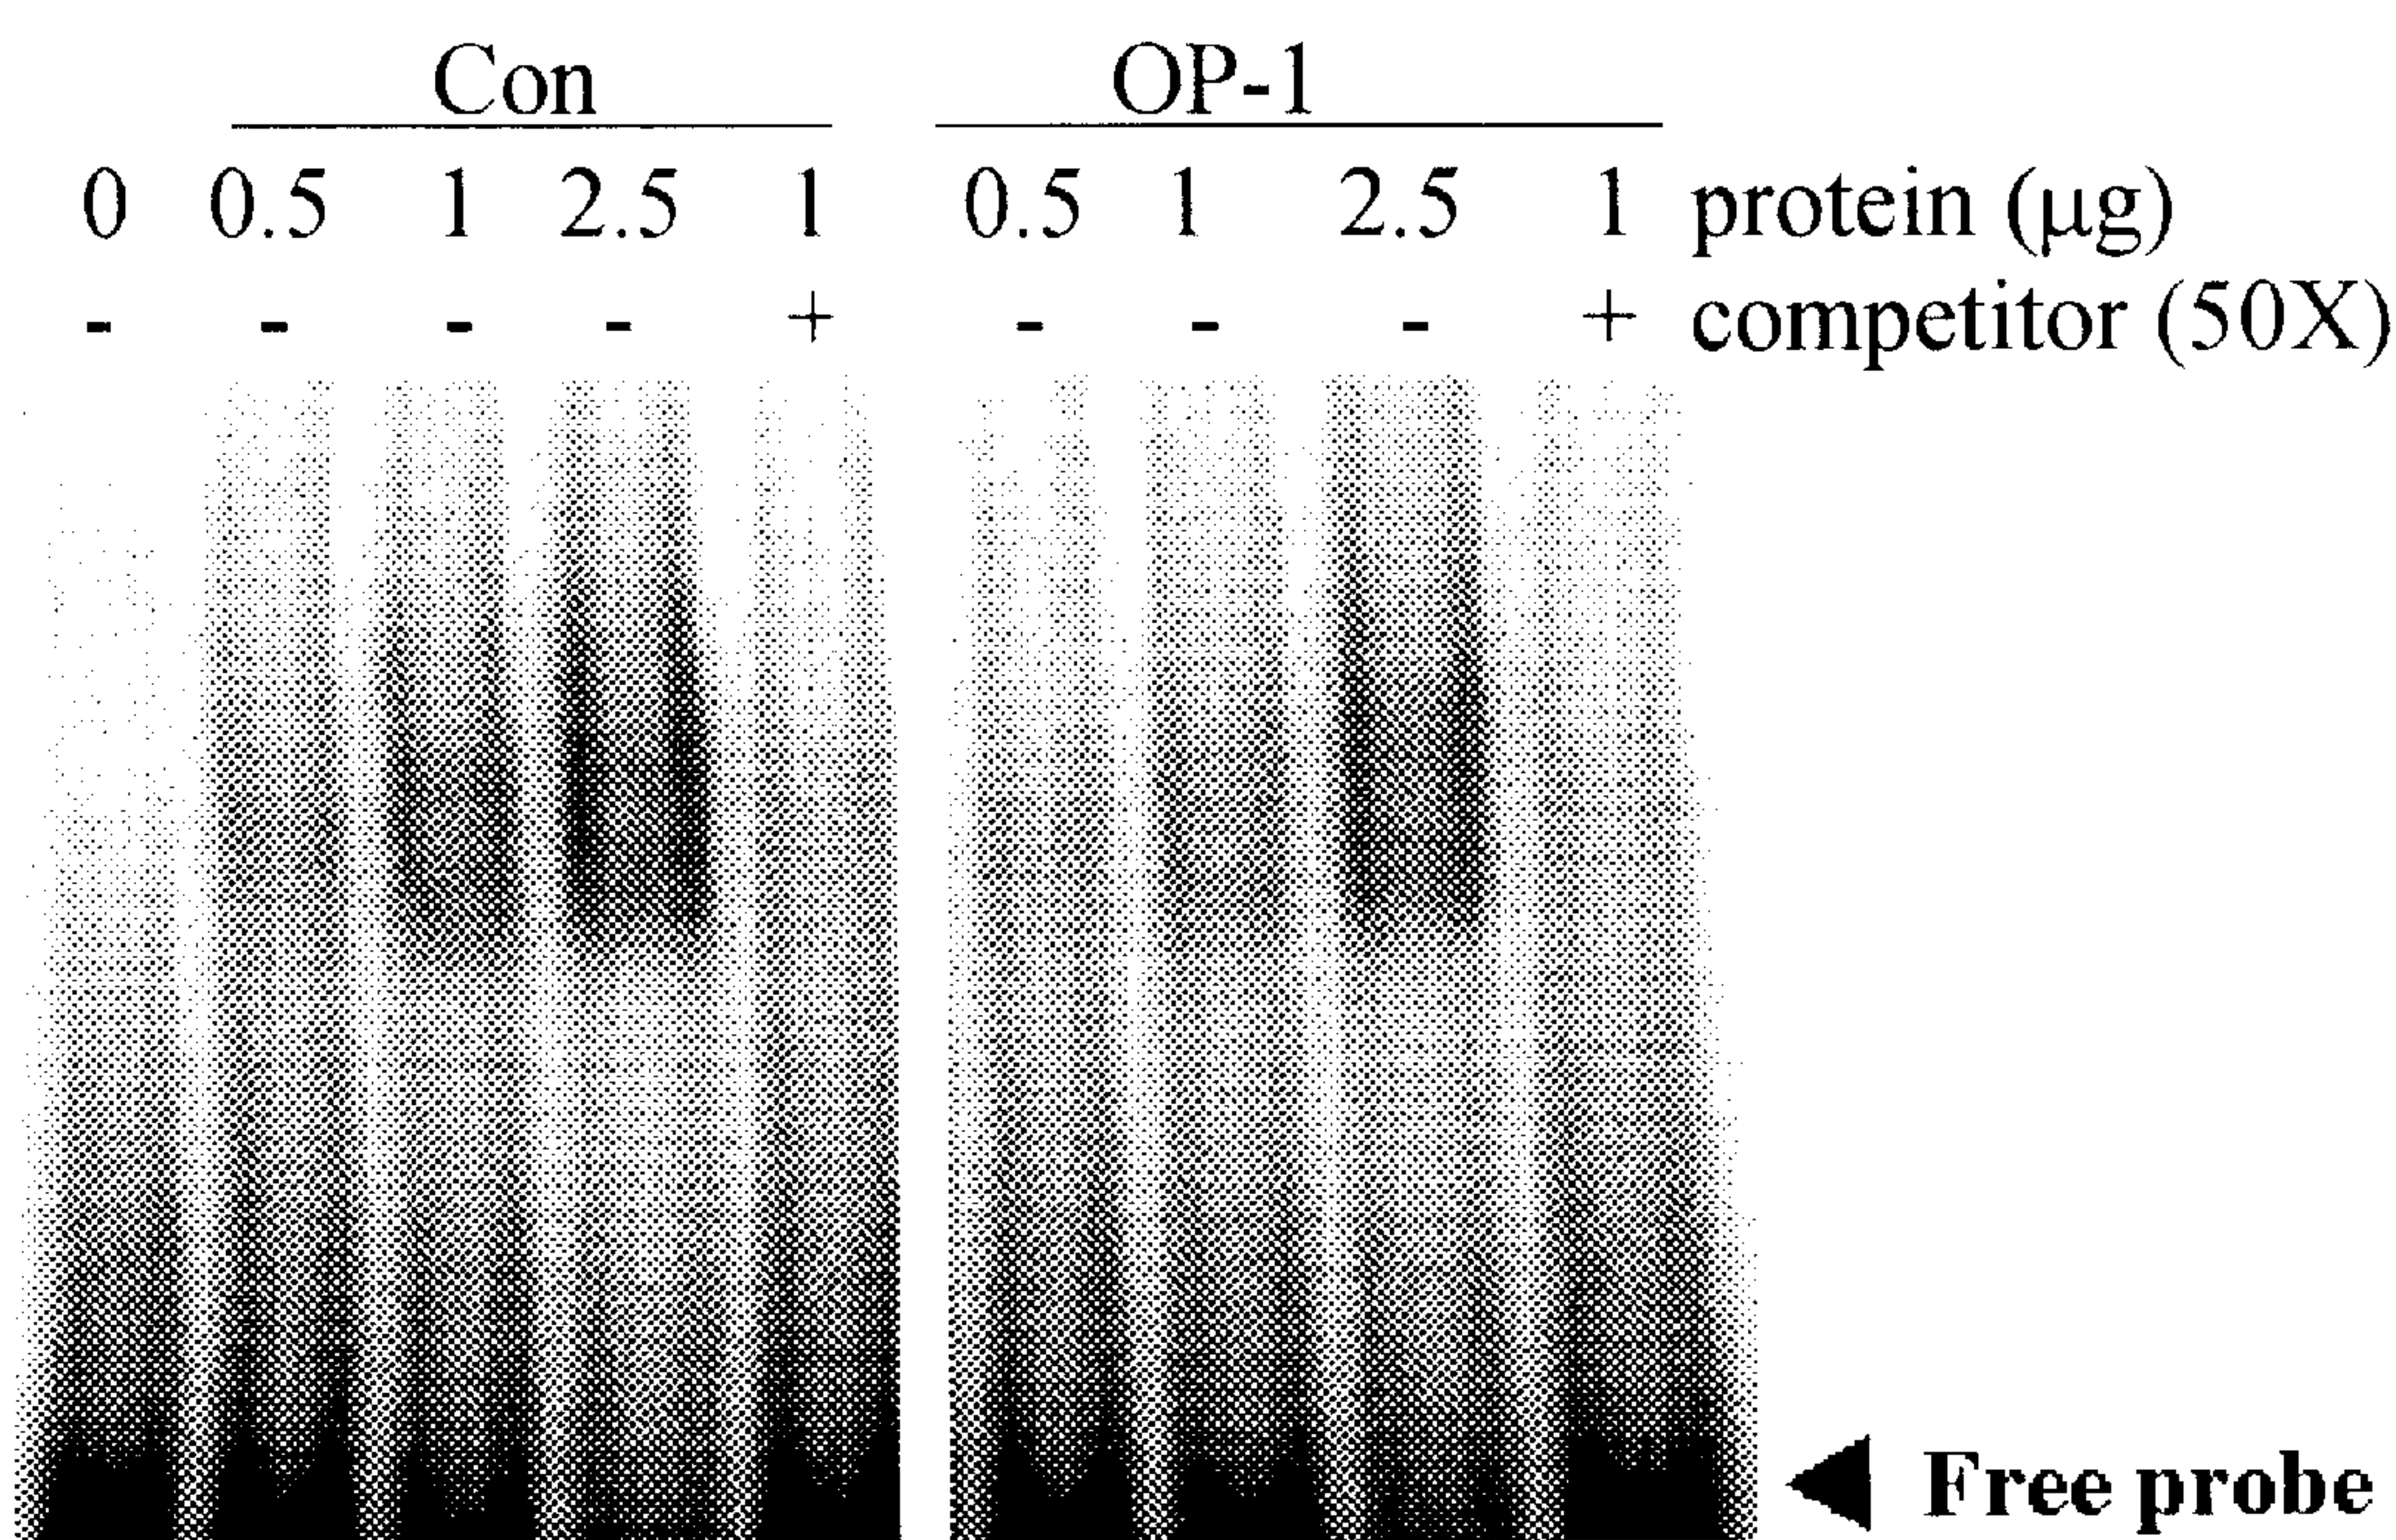 Con OP-1
0 0.5 1 2.5 1 0.5 1 2.5 1 protein (μg)
- - - - + - - - + competitor (50X)
Free probe